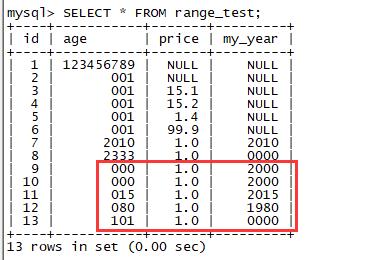 mysql> SELECT * FROM range_test;
+----+-----------+-------+---------+
| id | age | price | my_year |
+----+-----------+-------+---------+
| 1 | 123456789 | NULL | NULL |
| 2 | 001 | NULL | NULL |
| 3 | 001 | 15.1 | NULL |
| 4 | 001 | 15.2 | NULL |
| 5 | 001 | 1.4 | NULL |
| 6 | 001 | 99.9 | NULL |
| 7 | 2010 | 1.0 | 2010 |
| 8 | 2333 | 1.0 | 0000 |
| 9 | 000 | 1.0 | 2000 |
| 10 | 000 | 1.0 | 2000 |
| 11 | 015 | 1.0 | 2015 |
| 12 | 080 | 1.0 | 1980 |
| 13 | 101 | 1.0 | 0000 |
+----+-----------+-------+---------+
13 rows in set (0.00 sec)